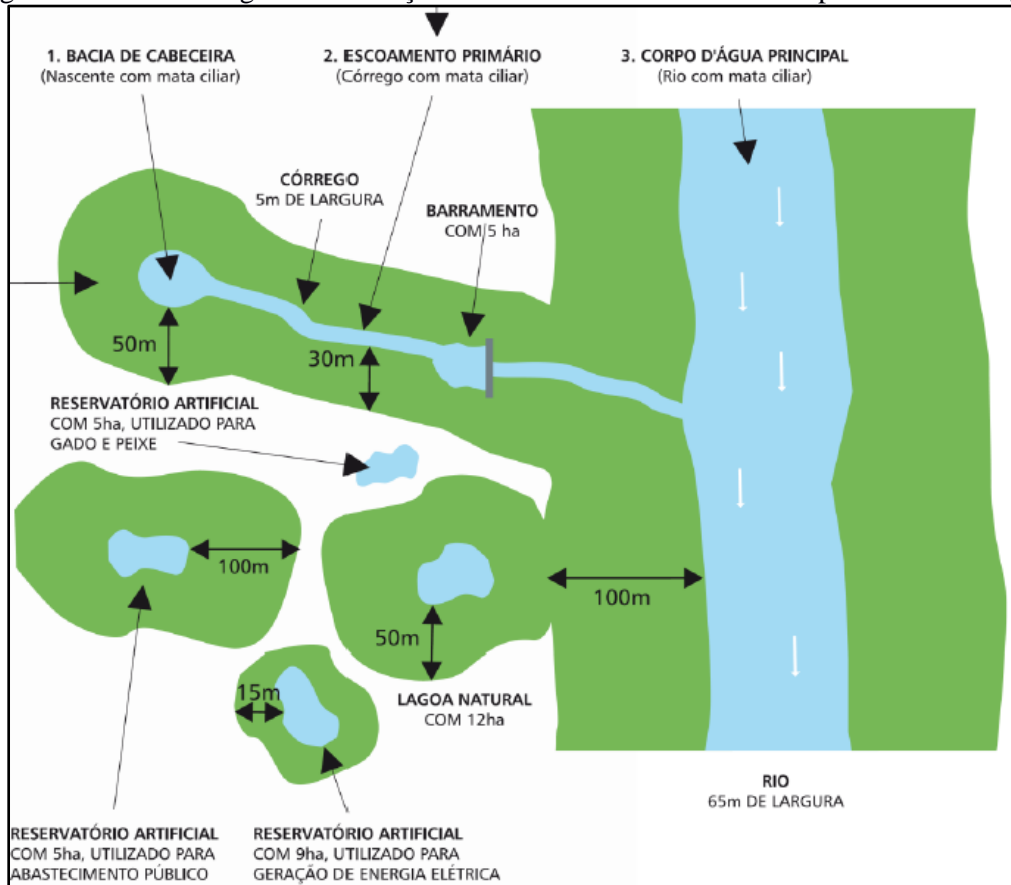 1. BACIA DE CABECEIRA
(Nascente com mata ciliar)
2. ESCOAMENTO PRIMÁRIO
(Córrego com mata ciliar)
3. CORPO D'ÁGUA PRINCIPAL
(Rio com mata ciliar)
CÓRREGO
5m DE LARGURA
BARRAMENTO
COM 5 ha
50m
30m
RESERVATÓRIO ARTIFICIAL
COM 5ha, UTILIZADO PARA
GADO E PEIXE
100m
100m
50m
15m
LAGOA NATURAL
COM 12ha
RIO
65m DE LARGURA
RESERVATÓRIO ARTIFICIAL
COM 5ha, UTILIZADO PARA
ABASTECIMENTO PÚBLICO
RESERVATÓRIO ARTIFICIAL
COM 9ha, UTILIZADO PARA
GERAÇÃO DE ENERGIA ELÉTRICA